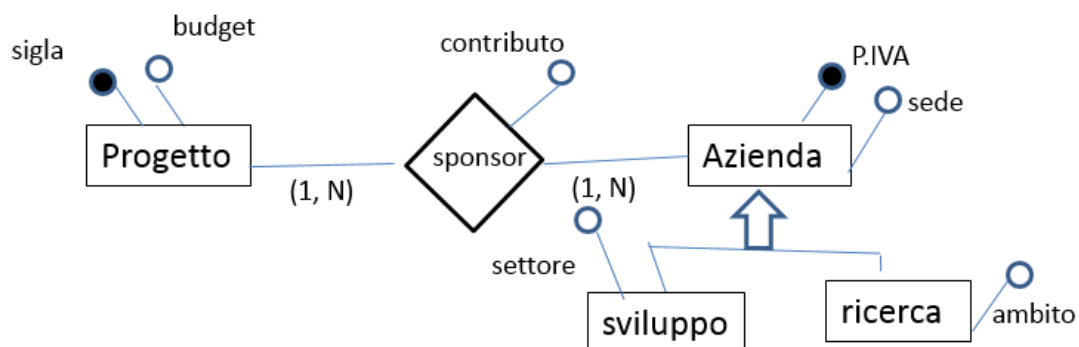 budget
sigla
contributo
P.IVA
sede
Progetto
sponsor
Azienda
(1, N)
(1, N)
settore
sviluppo
ricerca
ambito